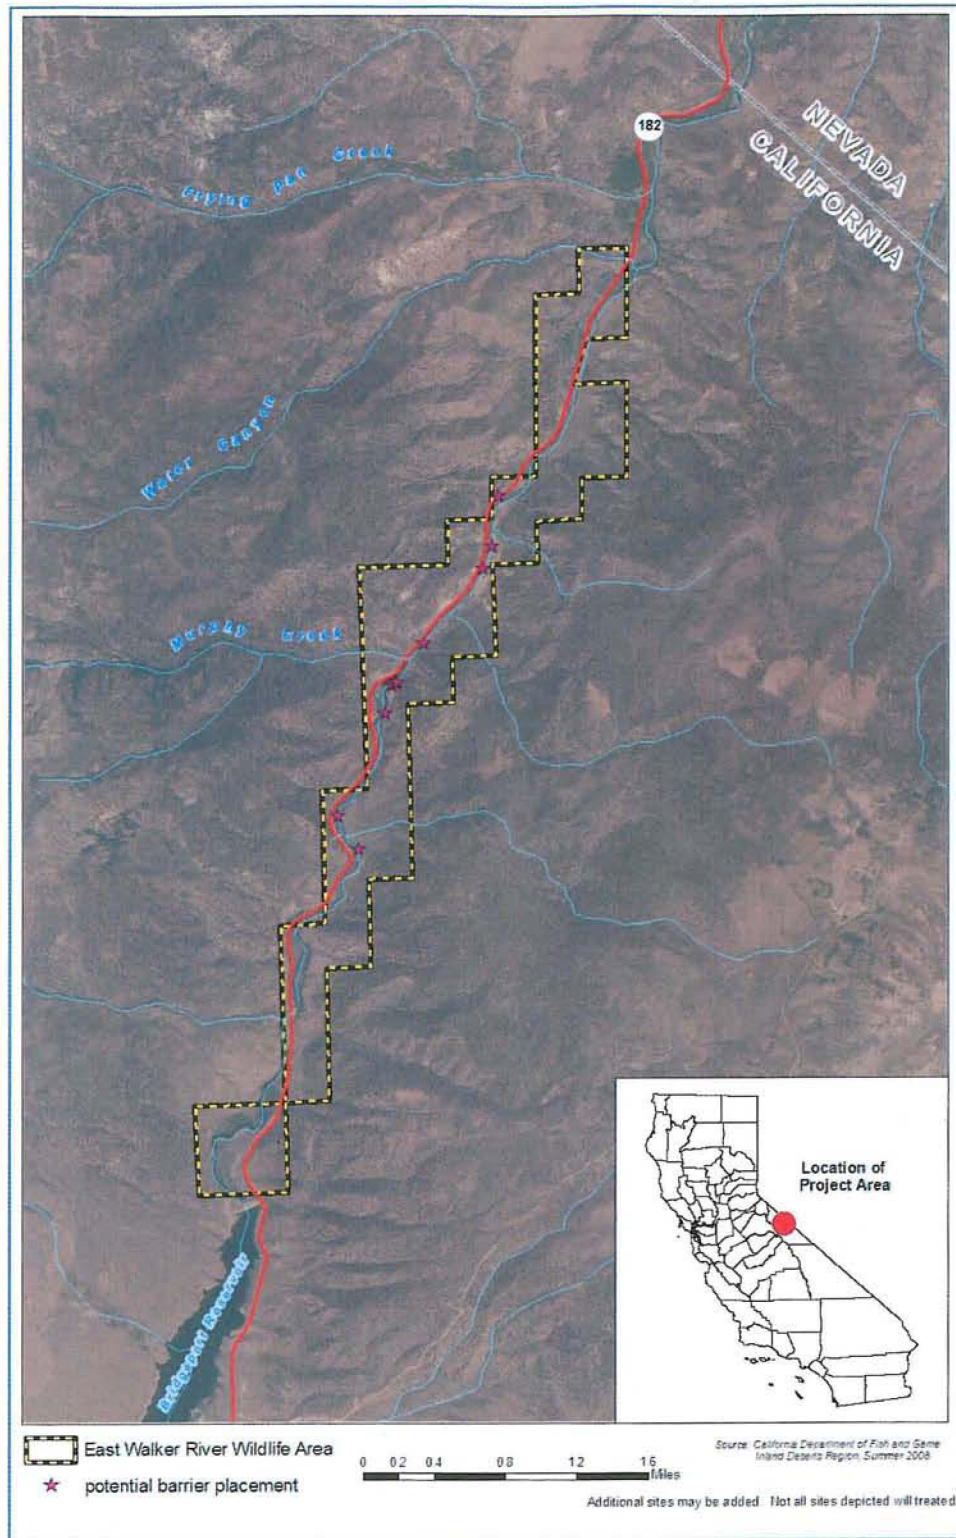 182
NEVADA
CALIFORNIA
Frying Pan Creek
Water Canyon
Murphy Creek
Bridgeport Reservoir
Location of
Project Area
East Walker River Wildlife Area
potential barrier placement
0 0.2 0.4 0.8 1.2 1.6
Miles
Source: California Department of Fish and Game
Inland Deserts Region, Summer 2008
Additional sites may be added. Not all sites depicted will treated